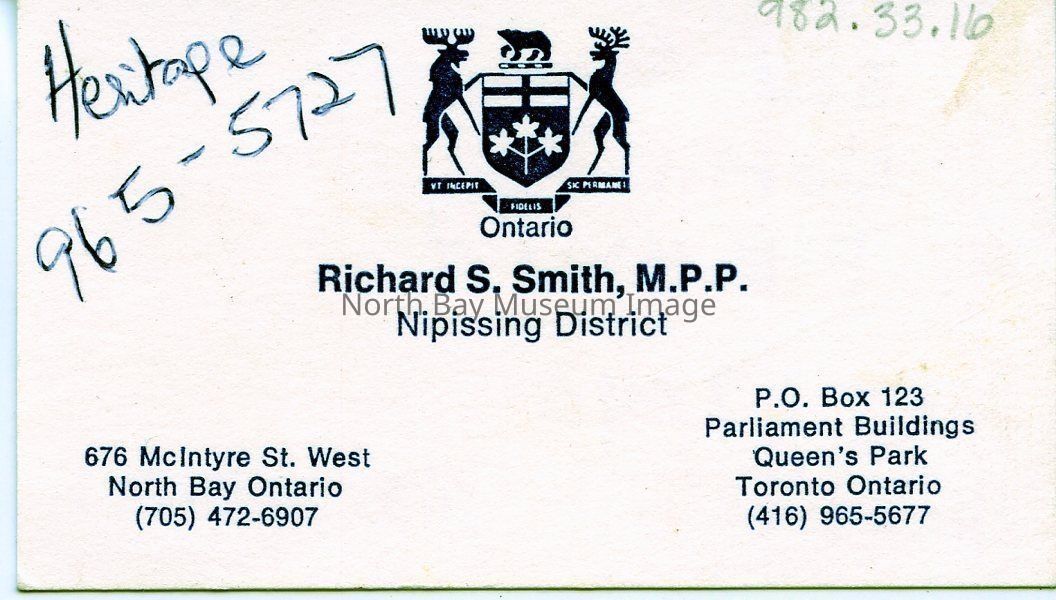 982.33.16
Heritage
965-5727
VT INCEPIT
SIC PERMANET
FIDELIS
Ontario
Richard S. Smith, M.P.P.
North Bay Museum Image
Nipissing District
676 McIntyre St. West
North Bay Ontario
(705) 472-6907
P.O. Box 123
Parliament Buildings
Queen's Park
Toronto Ontario
(416) 965-5677